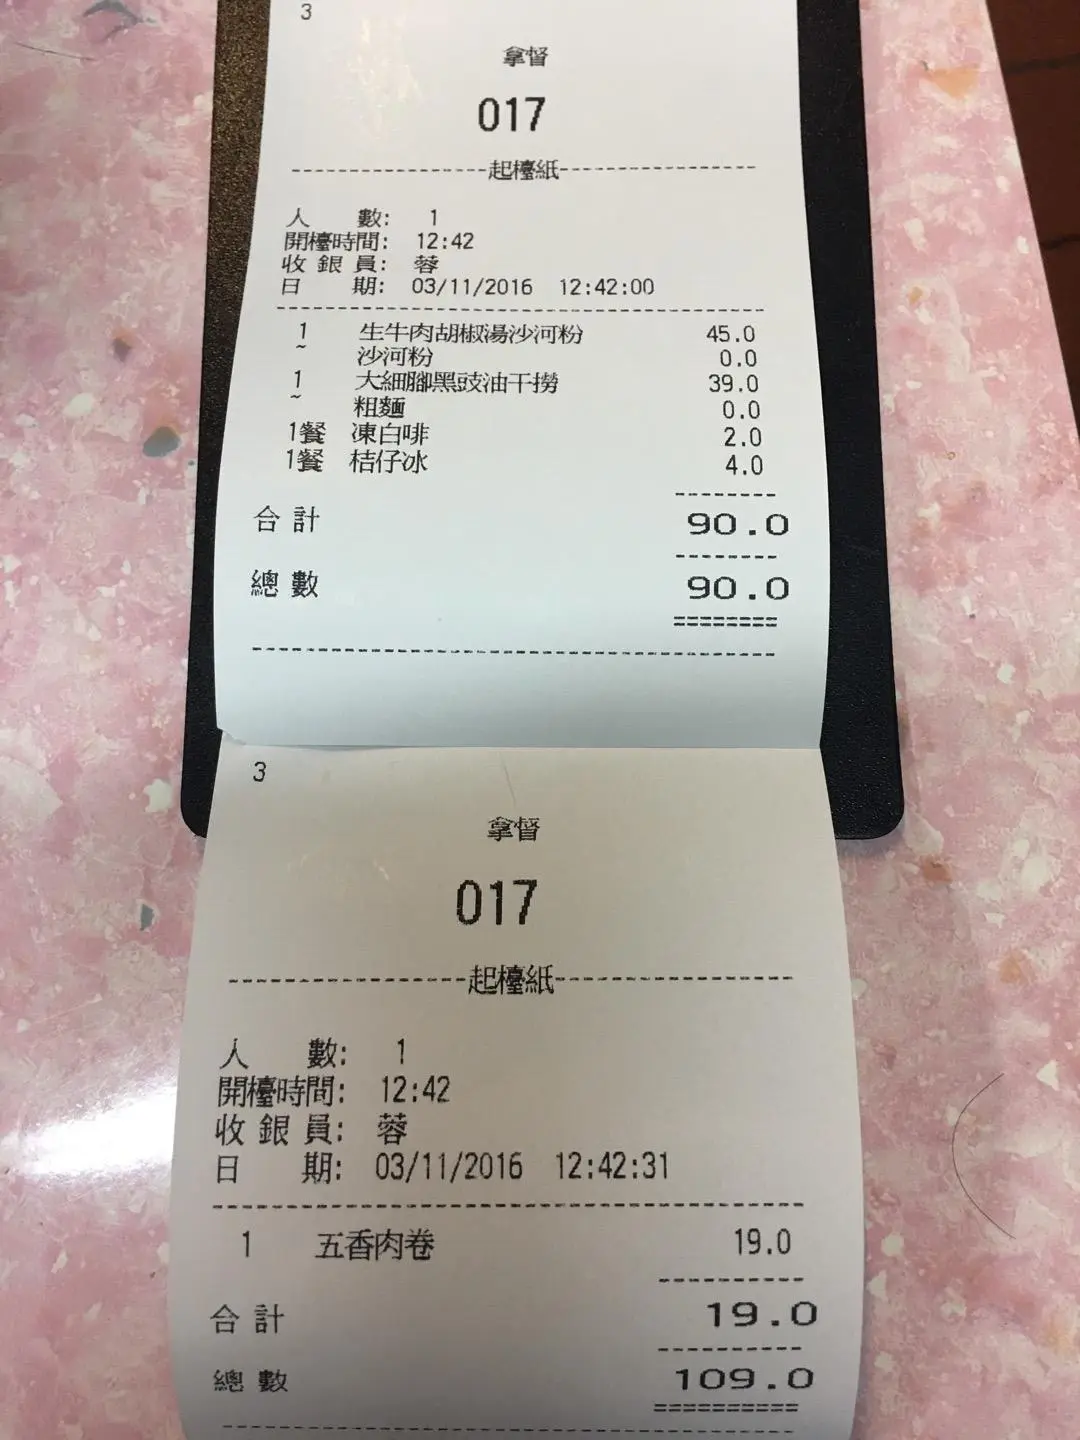 3
拿督
017
------------------起檯紙------------------
人 數: 1
開檯時間: 12:42
收 銀 員: 蓉
日 期: 03/11/2016 12:42:00
1 生牛肉胡椒湯沙河粉 45.0
~ 沙河粉 0.0
1 大細腳黑豉油干撈 39.0
~ 粗麵 0.0
1餐 凍白啡 2.0
1餐 桔仔冰 4.0
合 計 90.0
總 數 90.0
3
拿督
017
------------------起檯紙------------------
人 數: 1
開檯時間: 12:42
收 銀 員: 蓉
日 期: 03/11/2016 12:42:31
1 五香肉卷 19.0
合 計 19.0
總 數 109.0